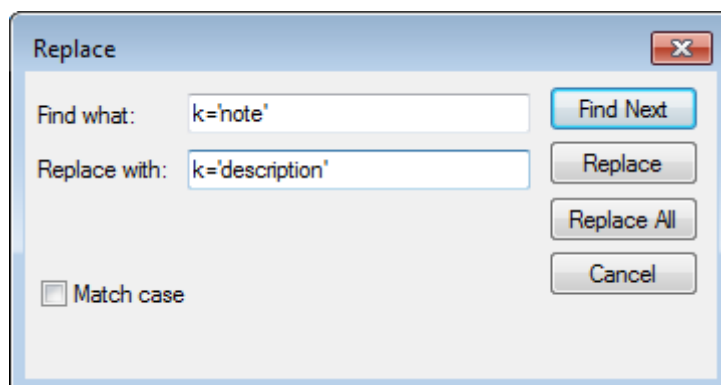 Replace
Find what: k='note' Find Next
Replace with: k='description' Replace
Replace All
Cancel
Match case